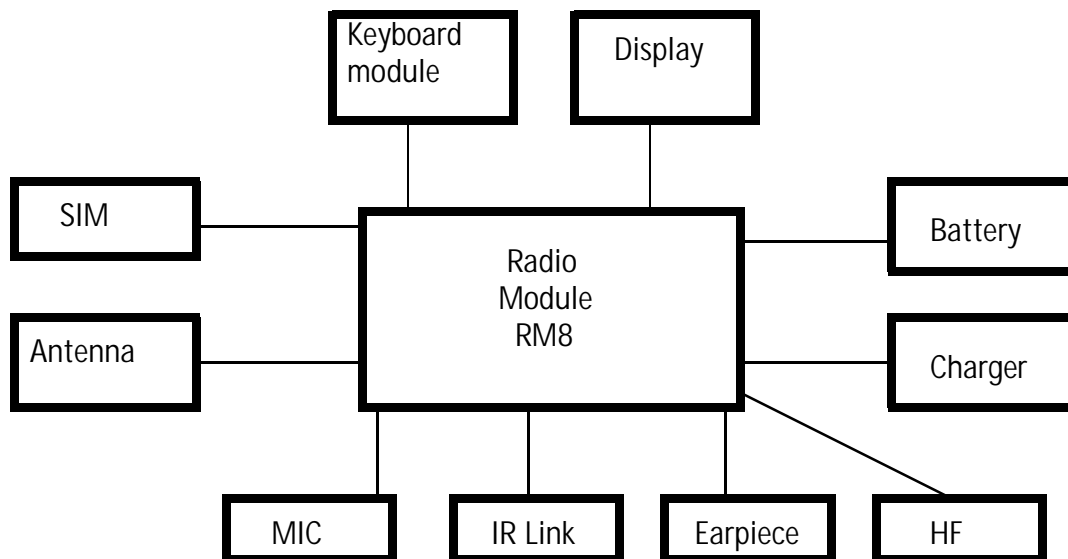 Keyboard
module
Display
SIM
Battery
Radio
Module
RM8
Antenna
Charger
MIC
IR Link
Earpiece
HF